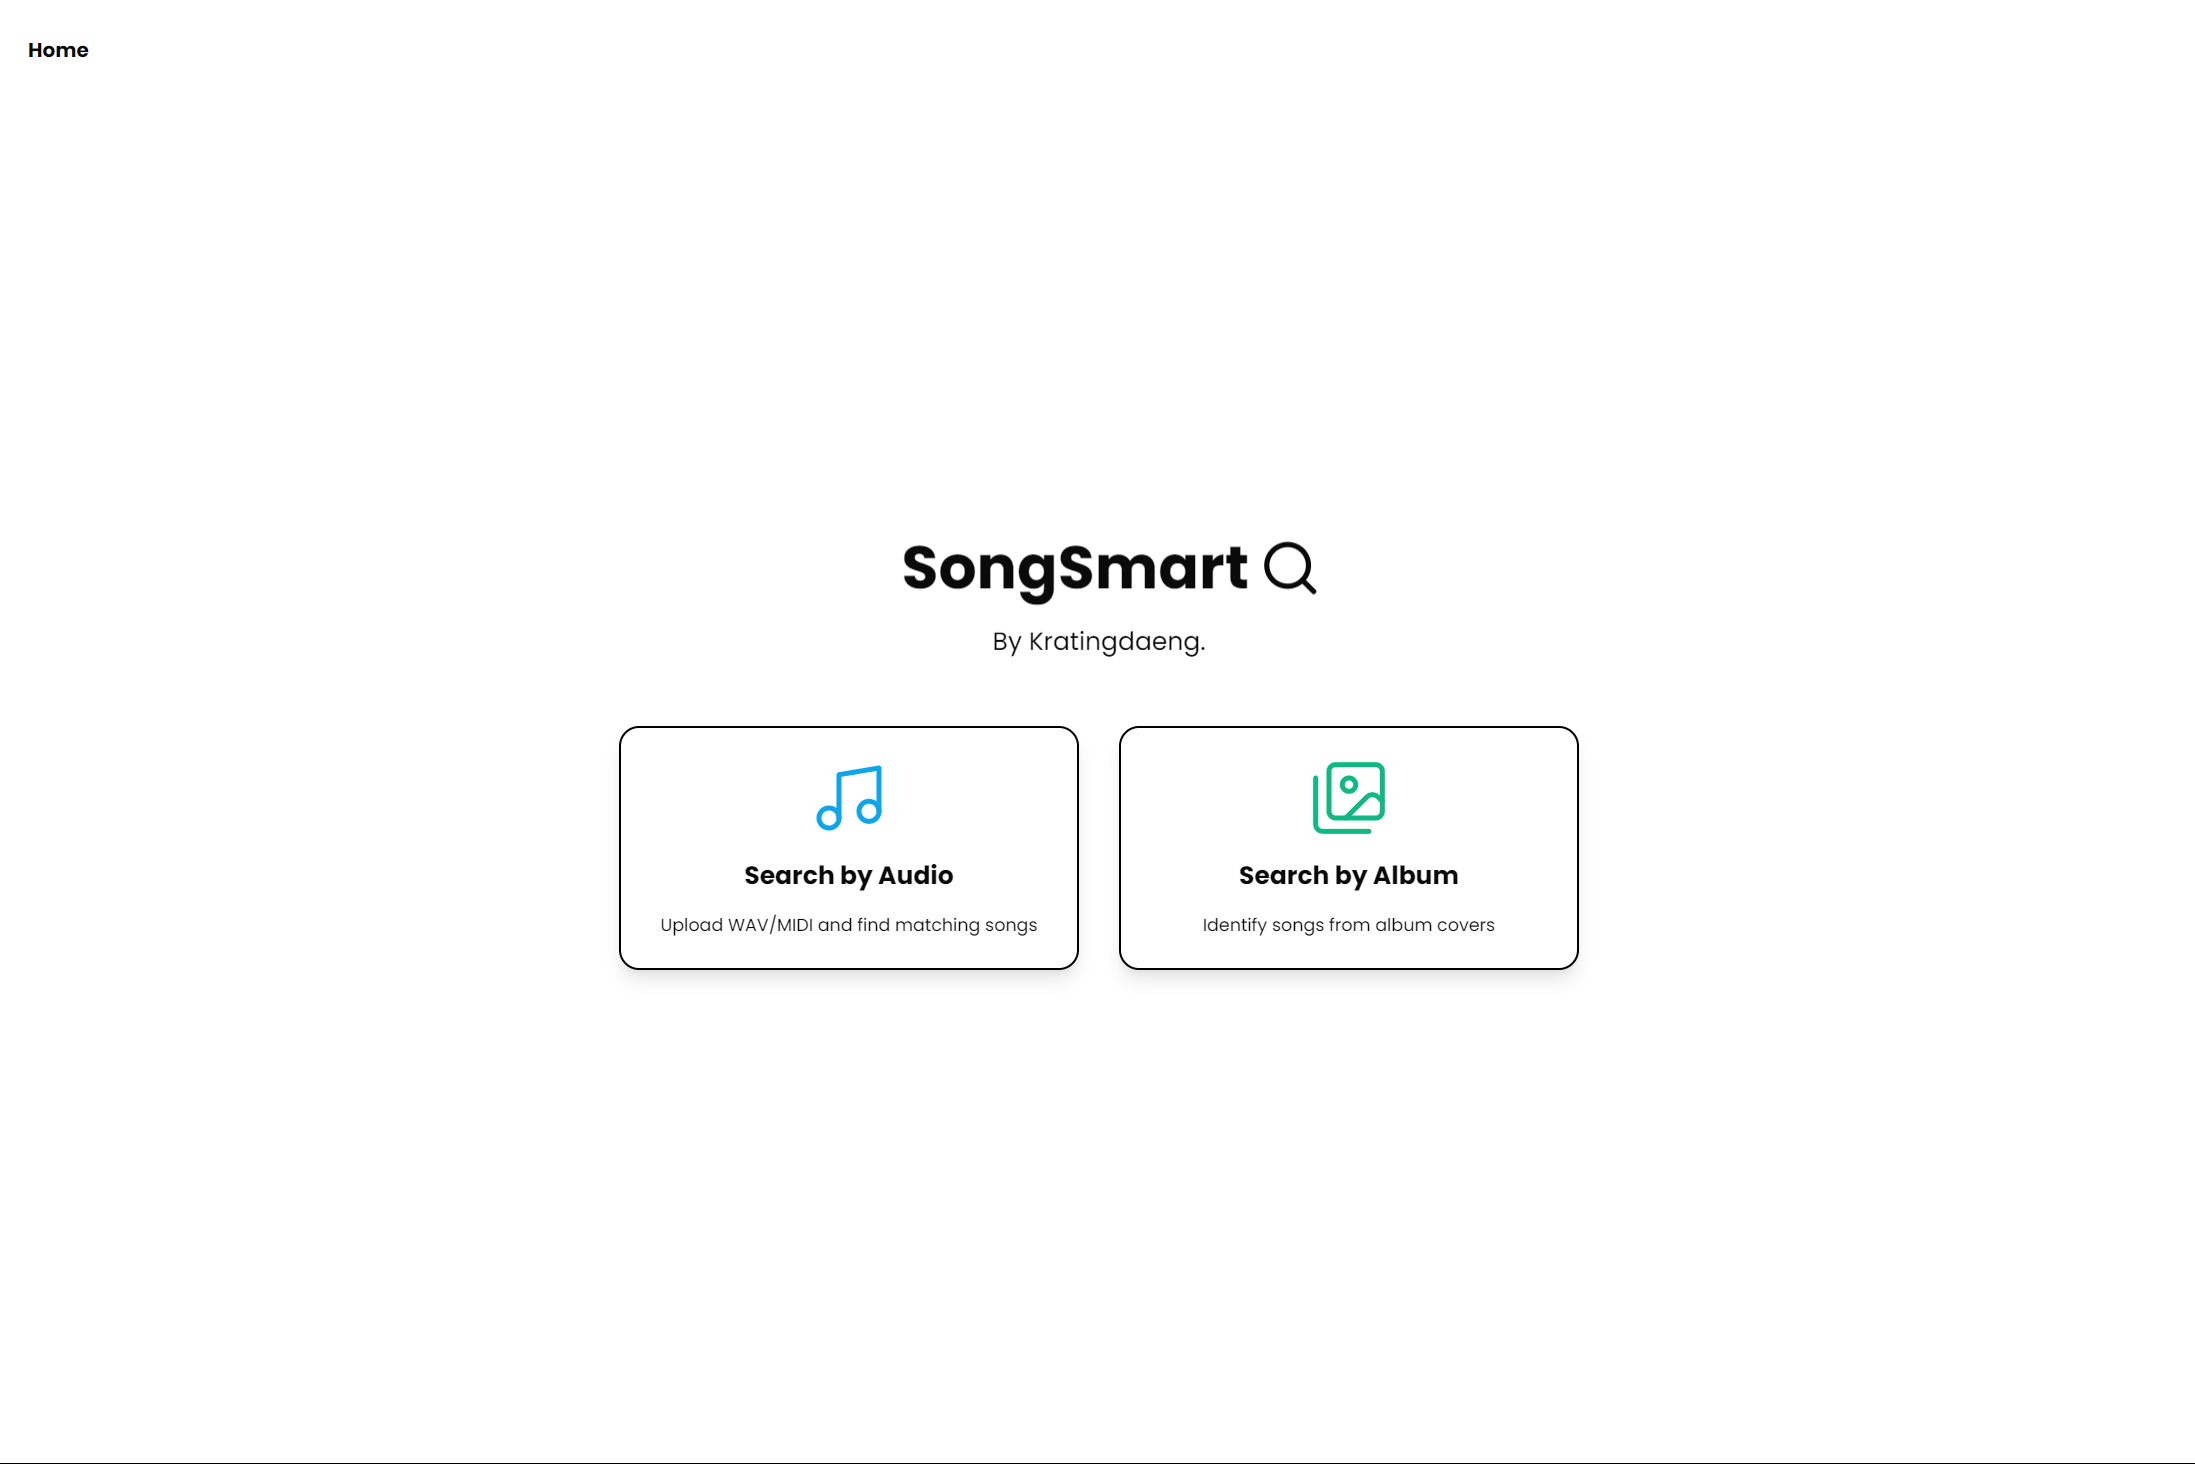 Home
SongSmart
By Kratingdaeng.
Search by Audio
Upload WAV/MIDI and find matching songs
Search by Album
Identify songs from album covers